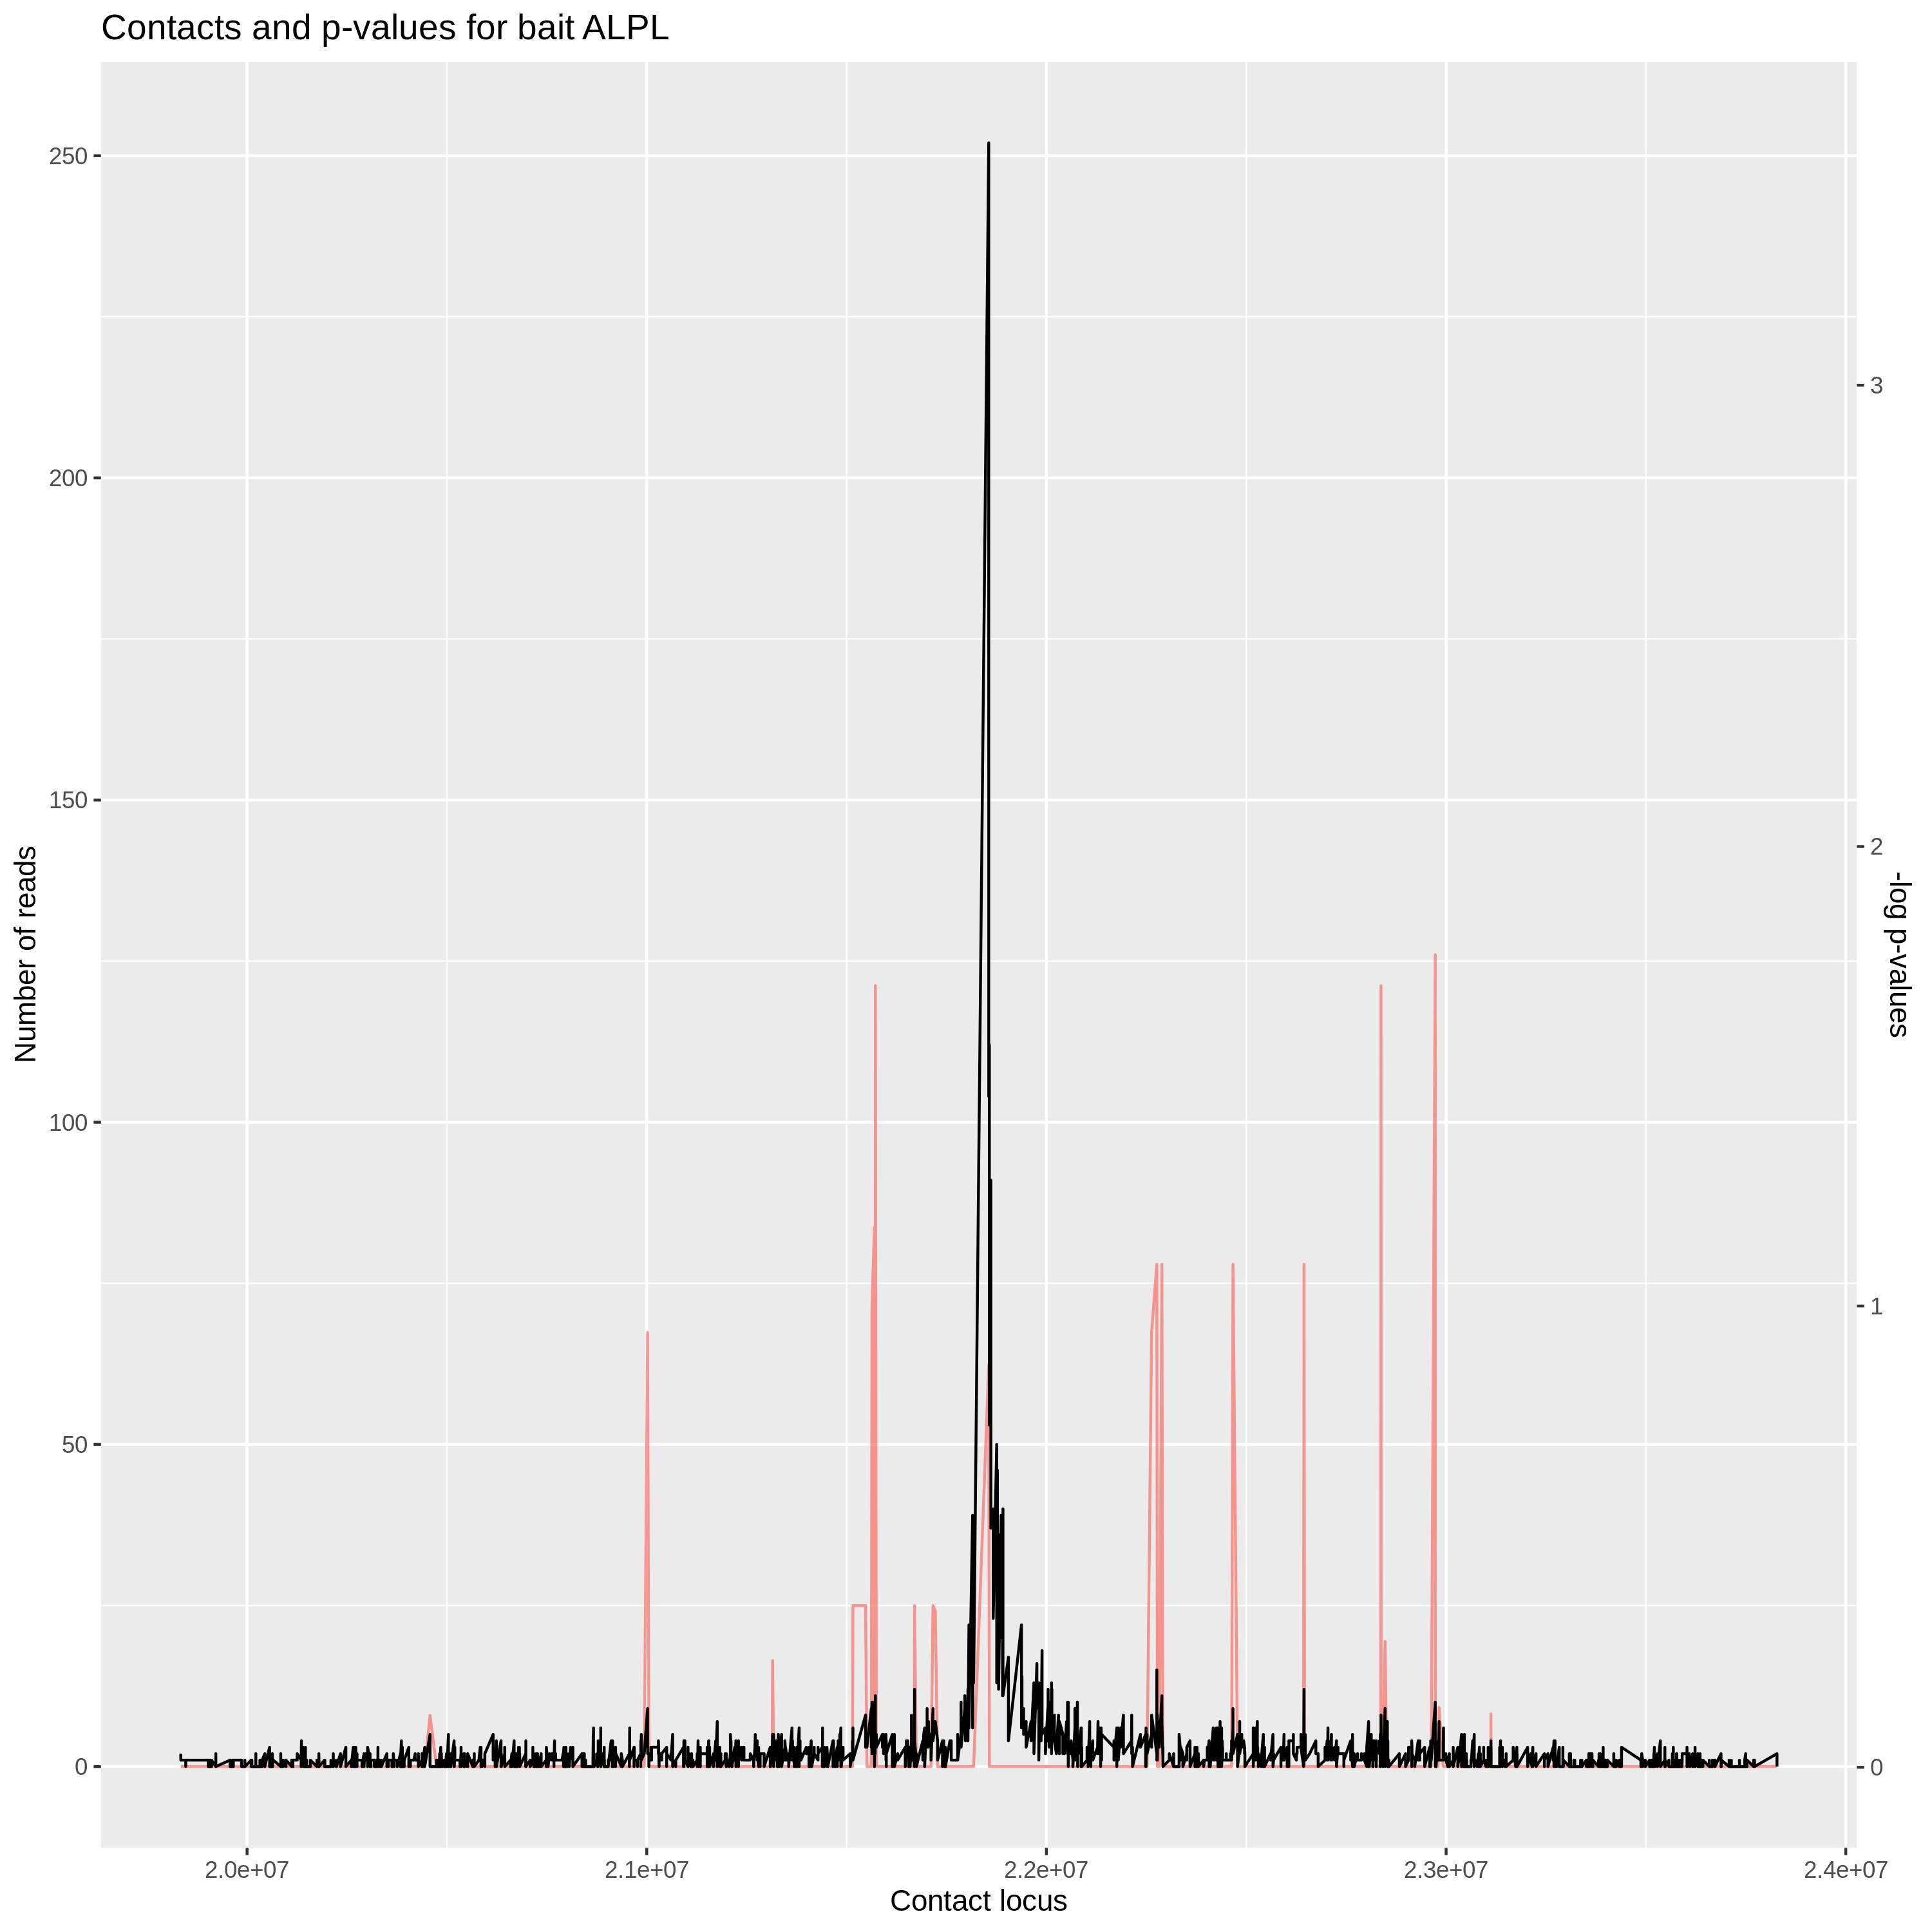 Contacts and p-values for bait ALPL
250
200
150
100
50
0
Number of reads
3
2
1
0
-log p-values
2.0e+07
2.1e+07
2.2e+07
2.3e+07
2.4e+07
Contact locus